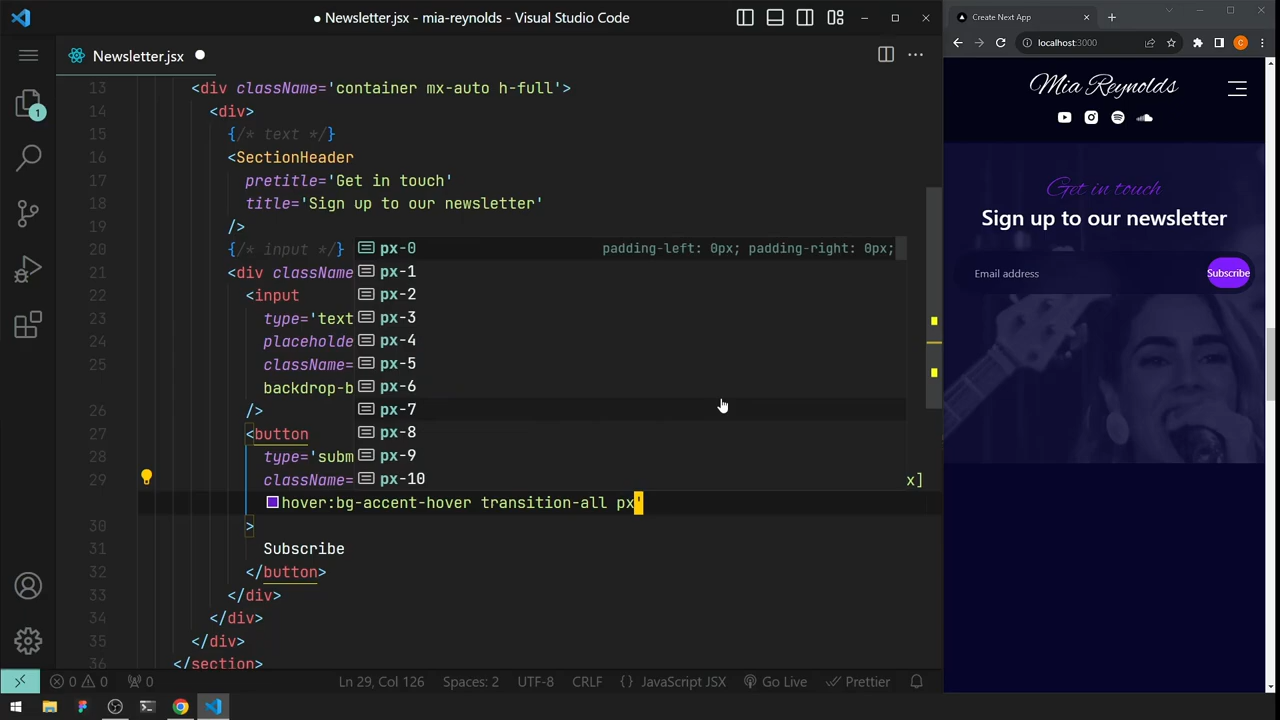 Newsletter.jsx - mia-reynolds - Visual Studio Code
Newsletter.jsx
13 <div className='container mx-auto h-full'>
14 <div>
15 {/* text */}
16 <SectionHeader
17 pretitle='Get in touch'
18 title='Sign up to our newsletter'
19 />
20 {/* input */}
21 <div className
22 <input
23 type='text
24 placeholde
25 className=
backdrop-b
26 />
27 <button
28 type='subm
29 className= x]
hover:bg-accent-hover transition-all px'
30 >
31 Subscribe
32 </button>
33 </div>
34 </div>
35 </div>
36 </section>
px-0 padding-left: 0px; padding-right: 0px;
px-1
px-2
px-3
px-4
px-5
px-6
px-7
px-8
px-9
px-10
1
0 0 0
Ln 29, Col 126
Spaces: 2
UTF-8
CRLF
{} JavaScript JSX
Go Live
Prettier
Create Next App
localhost:3000
C
Mia Reynolds
Get in touch
Sign up to our newsletter
Email address
Subscribe